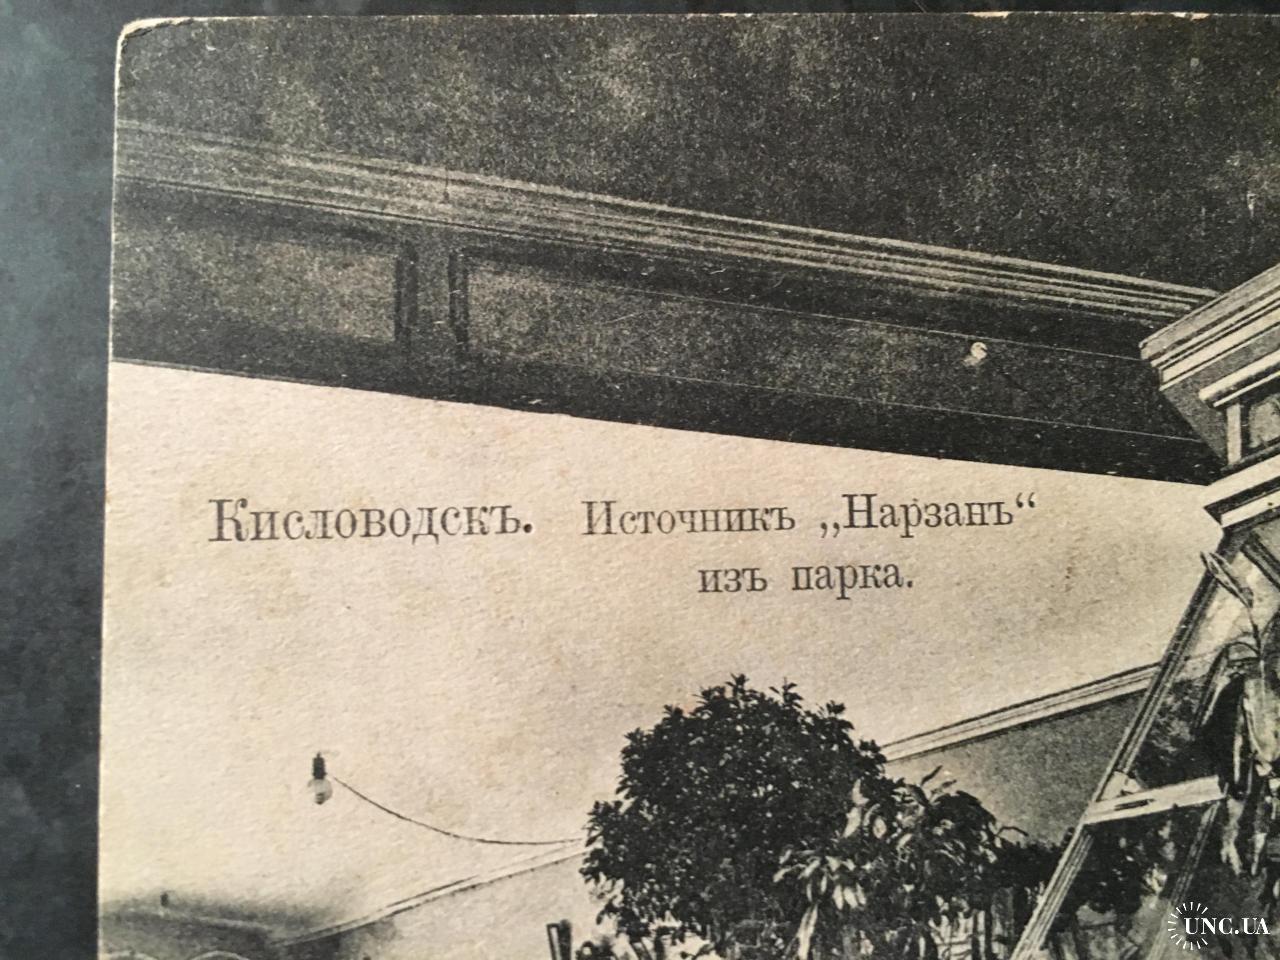 Кисловодскъ. Источникъ „Нарзанъ“
изъ парка.
UNC.UA